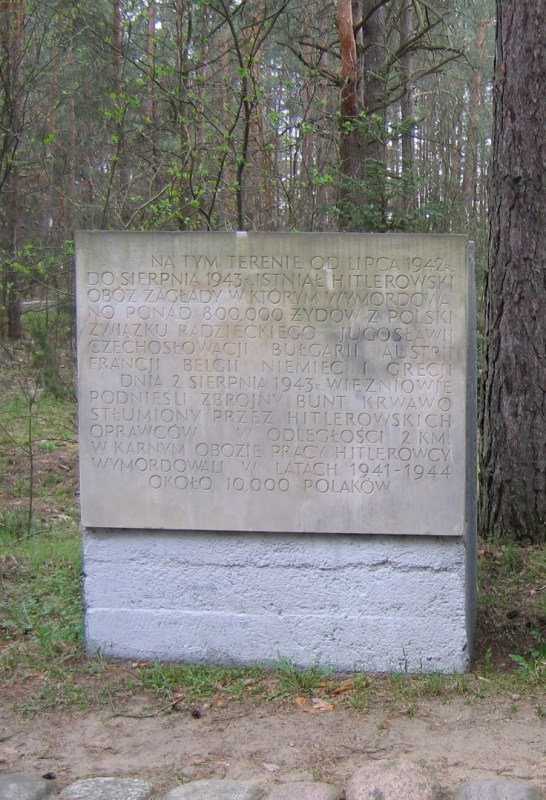 NA TYM TERENIE OD LIPCA 1942 r.
DO SIERPNIA 1943 r. ISTNIAŁ HITLEROWSKI
OBÓZ ZAGŁADY W KTÓRYM WYMORDOWA
NO PONAD 800.000 ŻYDÓW Z POLSKI
ZWIĄZKU RADZIECKIEGO JUGOSŁAWII
CZECHOSŁOWACJI BUŁGARII AUSTRII
FRANCJI BELGII NIEMIEC I GRECJI
DNIA 2 SIERPNIA 1943 r. WIĘŹNIOWIE
PODNIEŚLI ZBROJNY BUNT KRWAWO
STŁUMIONY PRZEZ HITLEROWSKICH
OPRAWCÓW W ODLEGŁOŚCI 2 KM.
W KARNYM OBOZIE PRACY HITLEROWCY
WYMORDOWALI W LATACH 1941-1944
OKOŁO 10.000 POLAKÓW